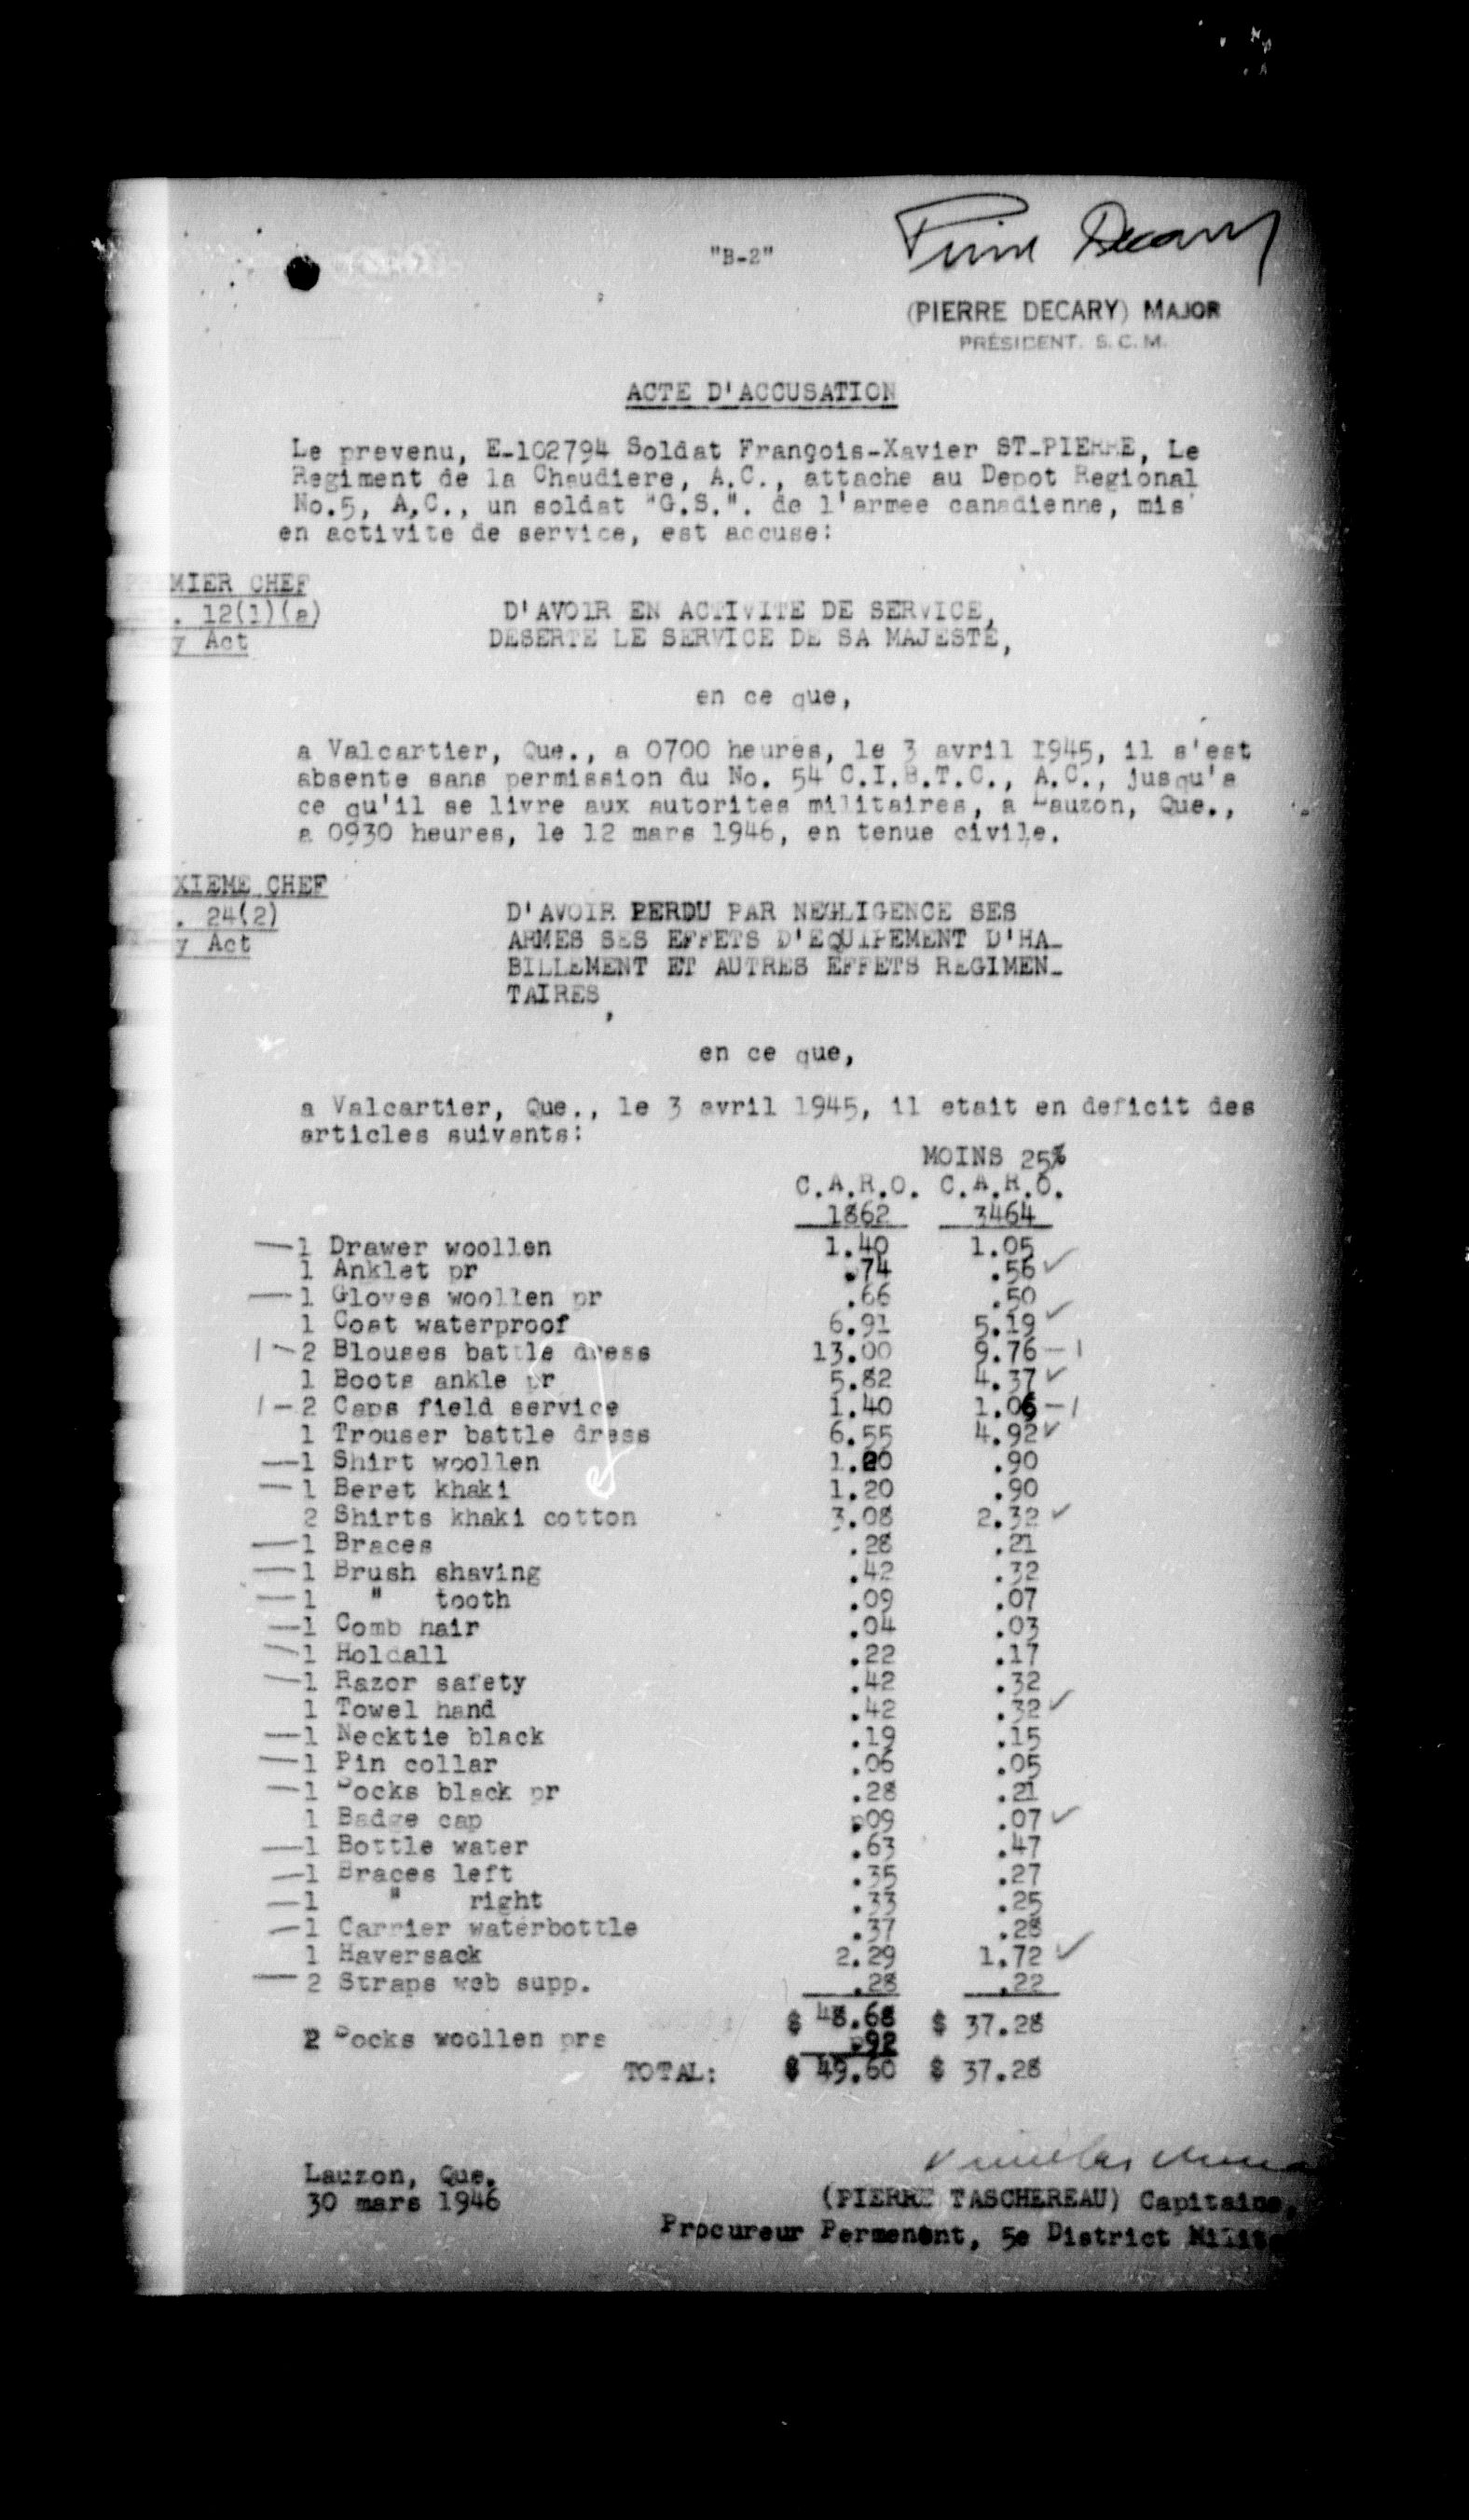 "B-2"
Pierre Decary
(PIERRE DECARY) MAJOR
PRÉSIDENT. S.C.M.
ACTE D'ACCUSATION
Le prevenu, E-102794 Soldat François-Xavier ST-PIERRE, Le
Regiment de la Chaudiere, A.C., attache au Depot Regional
No.5, A.C., un soldat "G.S.". de l'armee canadienne, mis
en activite de service, est accuse:
MIER CHEF
. 12(1)(a)
y Act
D'AVOIR EN ACTIVITE DE SERVICE,
DESERTE LE SERVICE DE SA MAJESTE,
en ce que,
a Valcartier, Que., a 0700 heures, le 3 avril 1945, il s'est
absente sans permission du No. 54 C.I.B.T.C., A.C., jusqu'a
ce qu'il se livre aux autorites militaires, a Lauzon, Que.,
a 0930 heures, le 12 mars 1946, en tenue civile.
XIEME CHEF
. 24(2)
y Act
D'AVOIR PERDU PAR NEGLIGENCE SES
ARMES SES EFFETS D'EQUIPEMENT D'HA-
BILLEMENT ET AUTRES EFFETS REGIMEN-
TAIRES,
en ce que,
a Valcartier, Que., le 3 avril 1945, il etait en deficit des
articles suivants:
MOINS 25%
C.A.R.O. C.A.R.O.
1862 3464
—1 Drawer woollen 1.40 1.05
1 Anklet pr .74 .56 ✓
—1 Gloves woollen pr .66 .50
1 Coat waterproof 6.91 5.19 ✓
1-2 Blouses battle dress 13.00 9.76 -1
1 Boots ankle pr 5.82 4.37 ✓
1-2 Caps field service 1.40 1.06 -1
1 Trouser battle dress 6.55 4.92 ✓
—1 Shirt woollen 1.20 .90
—1 Beret khaki 1.20 .90
2 Shirts khaki cotton 3.08 2.32 ✓
—1 Braces .28 .21
—1 Brush shaving .42 .32
—1 " tooth .09 .07
—1 Comb hair .04 .03
—1 Holdall .22 .17
—1 Razor safety .42 .32
1 Towel hand .42 .32 ✓
—1 Necktie black .19 .15
—1 Pin collar .06 .05
—1 Socks black pr .28 .21
1 Badge cap .09 .07 ✓
—1 Bottle water .63 .47
—1 Braces left .35 .27
—1 " right .33 .25
—1 Carrier waterbottle .37 .28
1 Haversack 2.29 1.72 ✓
—2 Straps web supp. .28 .22
$ 48.68 $ 37.28
2 Socks woollen prs .92
TOTAL: $ 49.60 $ 37.28
Lauzon, Que.
30 mars 1946
(PIERRE TASCHEREAU) Capitaine,
Procureur Permanent, 5e District Milit